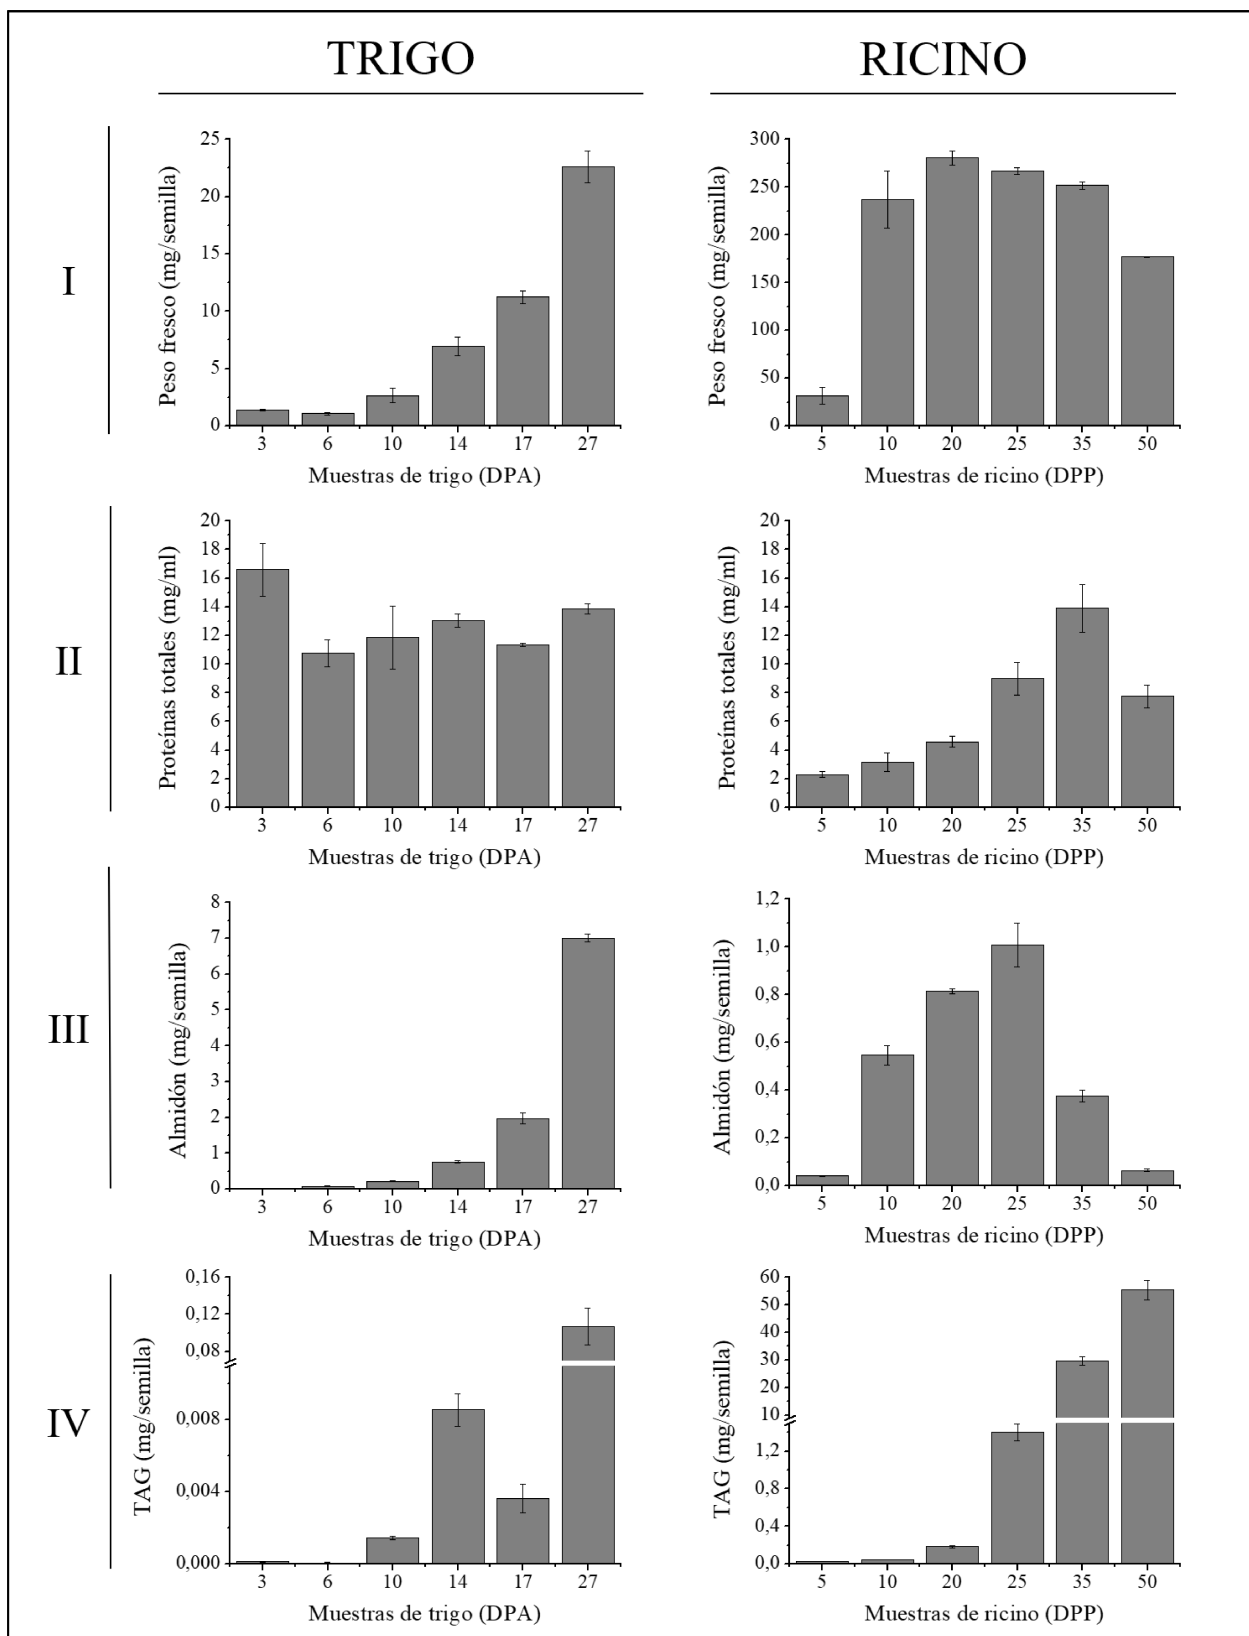 TRIGO
RICINO
I
Peso fresco (mg/semilla)
25
20
15
10
5
0
3 6 10 14 17 27
Muestras de trigo (DPA)
Peso fresco (mg/semilla)
300
250
200
150
100
50
0
5 10 20 25 35 50
Muestras de ricino (DPP)
II
Proteínas totales (mg/ml)
20
18
16
14
12
10
8
6
4
2
0
3 6 10 14 17 27
Muestras de trigo (DPA)
Proteínas totales (mg/ml)
20
18
16
14
12
10
8
6
4
2
0
5 10 20 25 35 50
Muestras de ricino (DPP)
III
Almidón (mg/semilla)
8
7
6
5
4
3
2
1
0
3 6 10 14 17 27
Muestras de trigo (DPA)
Almidón (mg/semilla)
1,2
1,0
0,8
0,6
0,4
0,2
0,0
5 10 20 25 35 50
Muestras de ricino (DPP)
IV
TAG (mg/semilla)
0,16
0,12
0,08
0,008
0,004
0,000
3 6 10 14 17 27
Muestras de trigo (DPA)
TAG (mg/semilla)
60
50
40
30
20
10
1,2
0,8
0,4
0,0
5 10 20 25 35 50
Muestras de ricino (DPP)